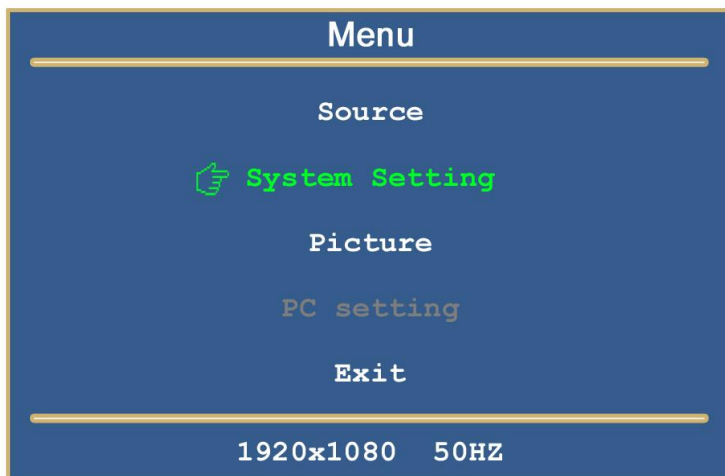 Menu
Source
System Setting
Picture
PC setting
Exit
1920x1080 50HZ